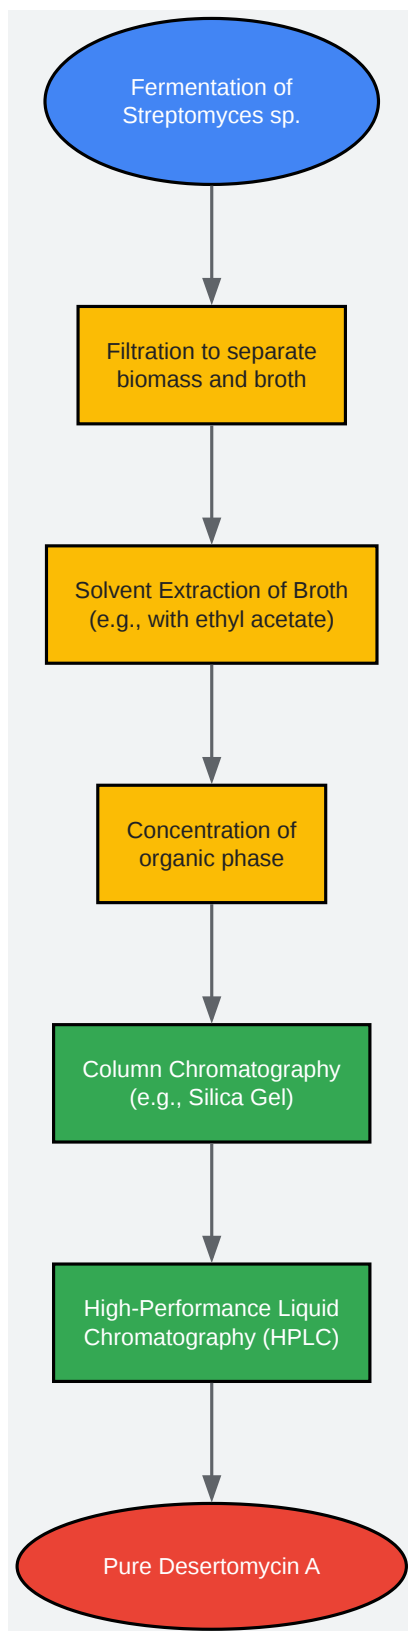 Fermentation of
Streptomyces sp.
Filtration to separate
biomass and broth
Solvent Extraction of Broth
(e.g., with ethyl acetate)
Concentration of
organic phase
Column Chromatography
(e.g., Silica Gel)
High-Performance Liquid
Chromatography (HPLC)
Pure Desertomycin A